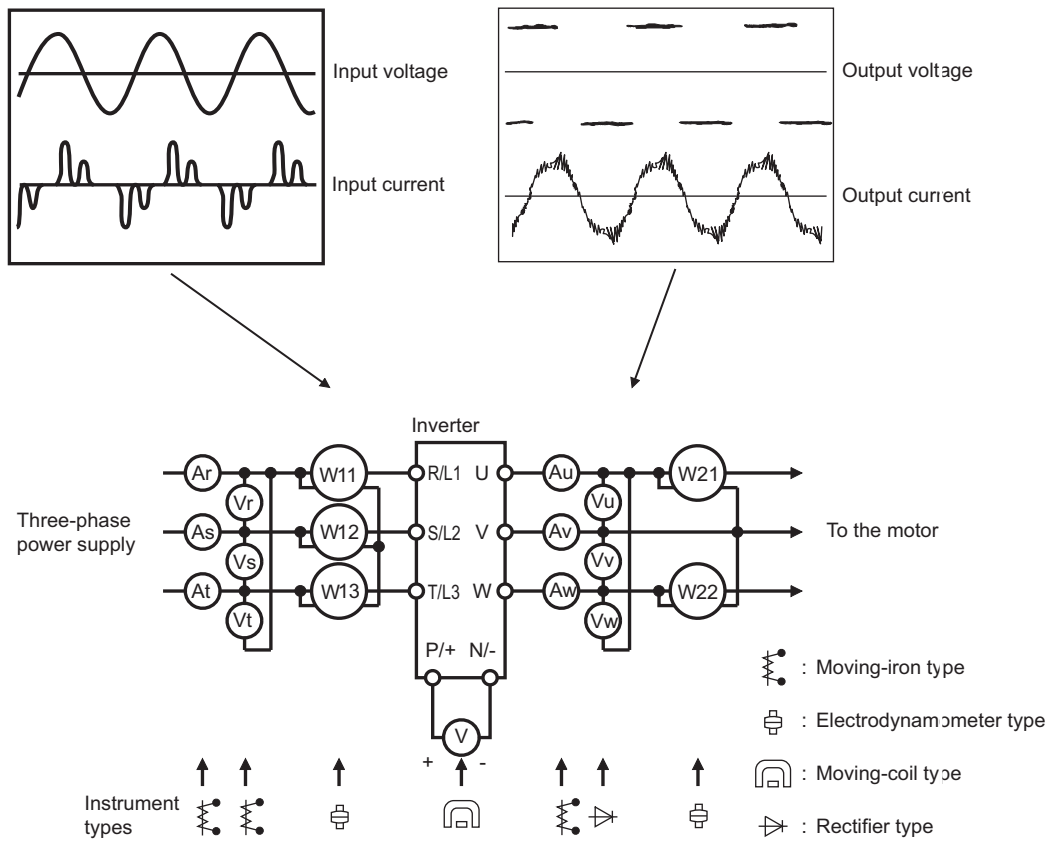 Input voltage
Input current
Output voltage
Output current
Inverter
Three-phase
power supply
Ar
As
At
Vr
Vs
Vt
W11
W12
W13
R/L1
S/L2
T/L3
U
V
W
P/+
N/-
V
+
-
Au
Av
Aw
Vu
Vv
Vw
W21
W22
To the motor
Instrument
types
: Moving-iron type
: Electrodynamometer type
: Moving-coil type
: Rectifier type